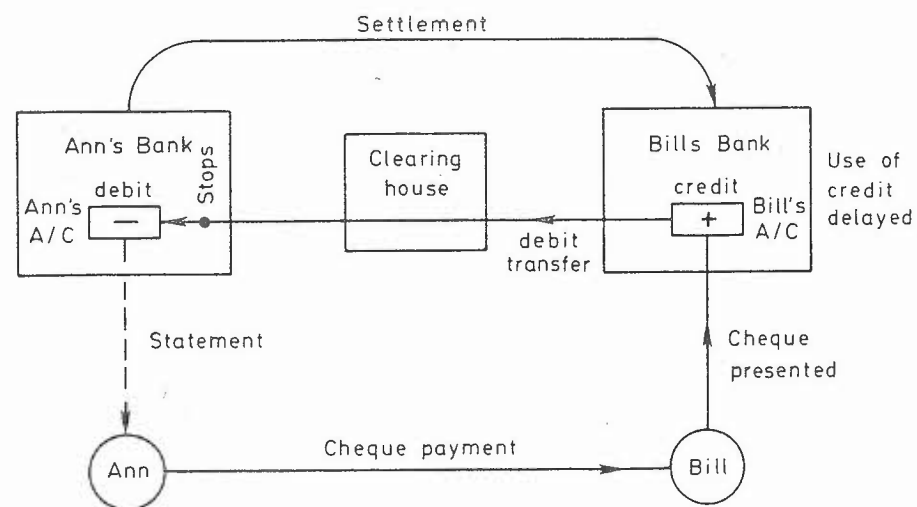 Settlement
Ann's Bank
Stops
debit
Ann's
A/C
−
Clearing
house
debit
transfer
Bills Bank
credit
+
Bill's
A/C
Use of
credit
delayed
Statement
Cheque
presented
Ann
Cheque payment
Bill